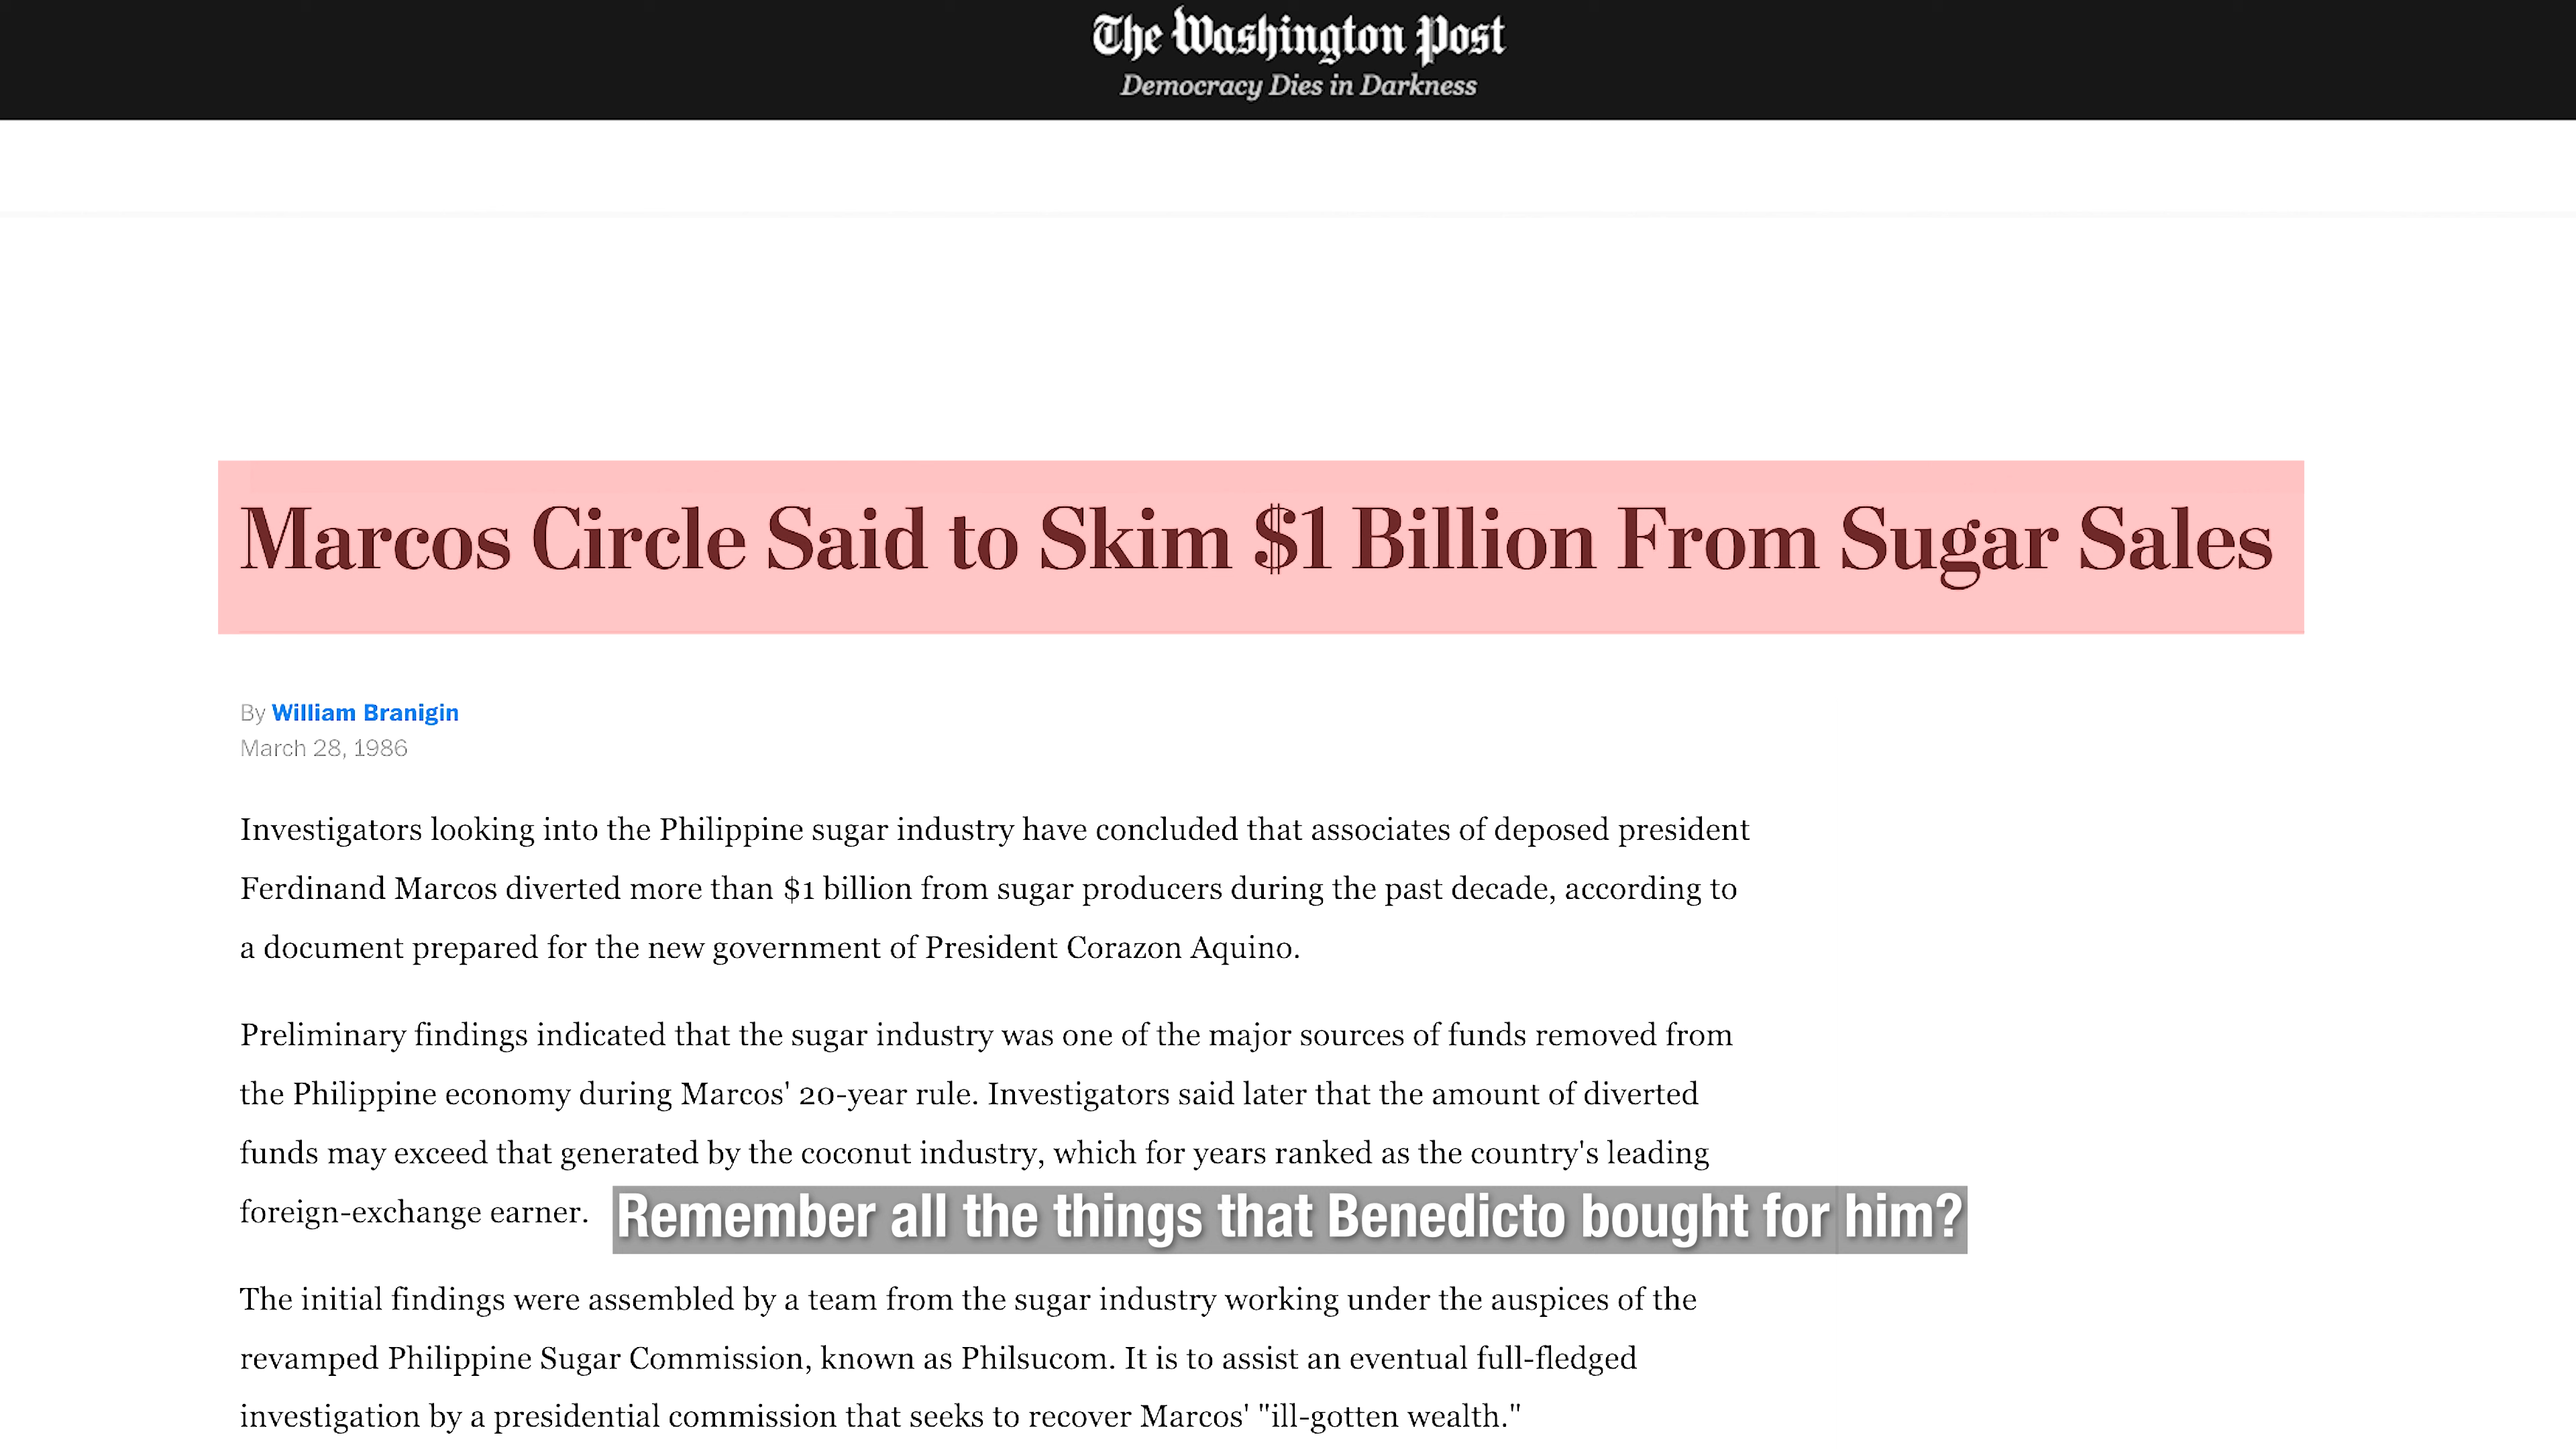 The Washington Post
Democracy Dies in Darkness
Marcos Circle Said to Skim $1 Billion From Sugar Sales
By William Branigin
March 28, 1986
Investigators looking into the Philippine sugar industry have concluded that associates of deposed president
Ferdinand Marcos diverted more than $1 billion from sugar producers during the past decade, according to
a document prepared for the new government of President Corazon Aquino.
Preliminary findings indicated that the sugar industry was one of the major sources of funds removed from
the Philippine economy during Marcos' 20-year rule. Investigators said later that the amount of diverted
funds may exceed that generated by the coconut industry, which for years ranked as the country's leading
foreign-exchange earner.
Remember all the things that Benedicto bought for him?
The initial findings were assembled by a team from the sugar industry working under the auspices of the
revamped Philippine Sugar Commission, known as Philsucom. It is to assist an eventual full-fledged
investigation by a presidential commission that seeks to recover Marcos' "ill-gotten wealth."